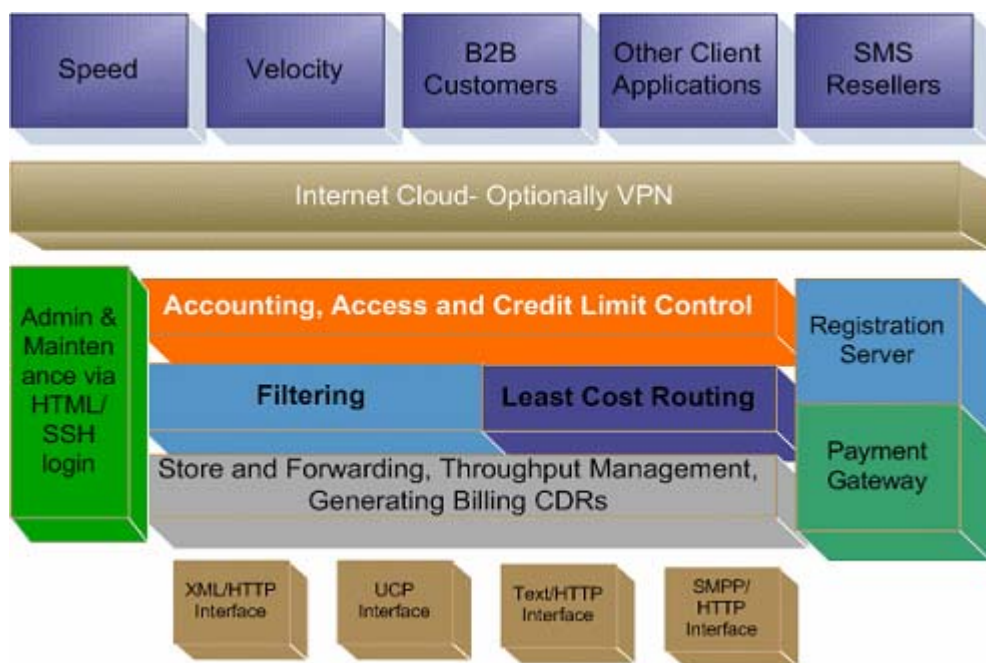 Speed
Velocity
B2B
Customers
Other Client
Applications
SMS
Resellers
Internet Cloud- Optionally VPN
Admin &
Mainten
ance via
HTML/
SSH
login
Accounting, Access and Credit Limit Control
Filtering
Least Cost Routing
Store and Forwarding, Throughput Management,
Generating Billing CDRs
Registration
Server
Payment
Gateway
XML/HTTP
Interface
UCP
Interface
Text/HTTP
Interface
SMPP/
HTTP
Interface